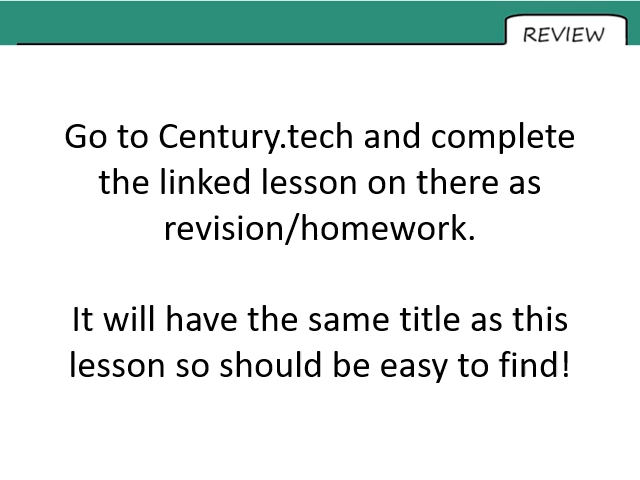 REVIEW
Go to Century.tech and complete
the linked lesson on there as
revision/homework.
It will have the same title as this
lesson so should be easy to find!